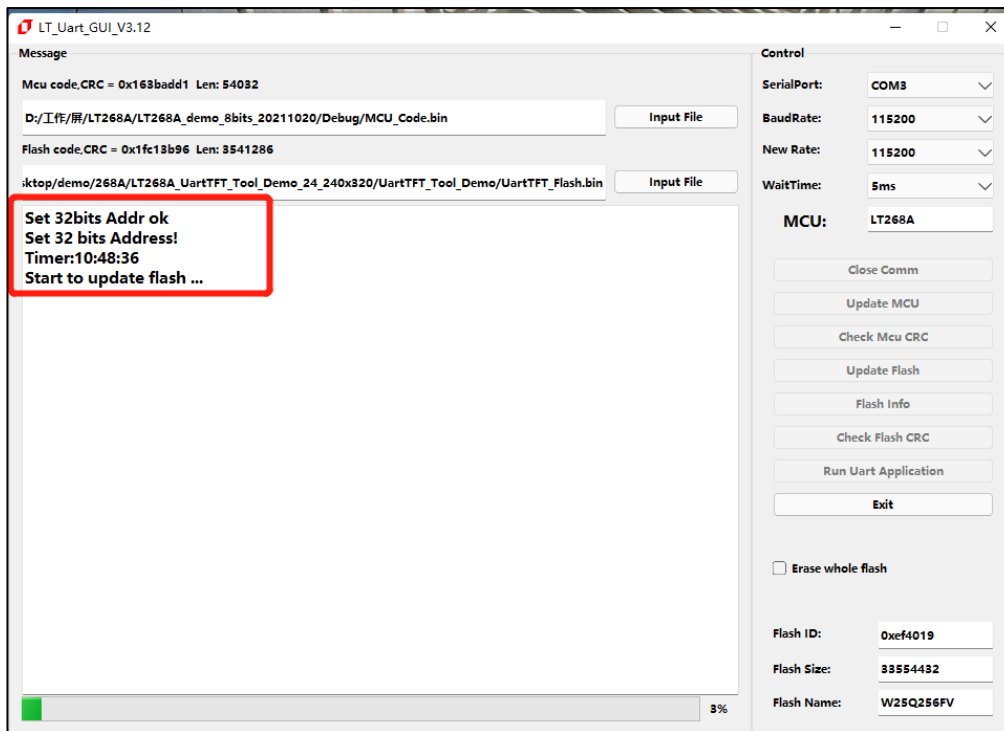 LT_Uart_GUI_V3.12
Message
Mcu code,CRC = 0x163badd1 Len: 54032
D:/工作/屏/LT268A/LT268A_demo_8bits_20211020/Debug/MCU_Code.bin
Input File
Flash code,CRC = 0x1fc13b96 Len: 3541286
sktop/demo/268A/LT268A_UartTFT_Tool_Demo_24_240x320/UartTFT_Tool_Demo/UartTFT_Flash.bin
Input File
Set 32bits Addr ok
Set 32 bits Address!
Timer:10:48:36
Start to update flash ...
3%
Control
SerialPort: COM3
BaudRate: 115200
New Rate: 115200
WaitTime: 5ms
MCU: LT268A
Close Comm
Update MCU
Check Mcu CRC
Update Flash
Flash Info
Check Flash CRC
Run Uart Application
Exit
Erase whole flash
Flash ID: 0xef4019
Flash Size: 33554432
Flash Name: W25Q256FV